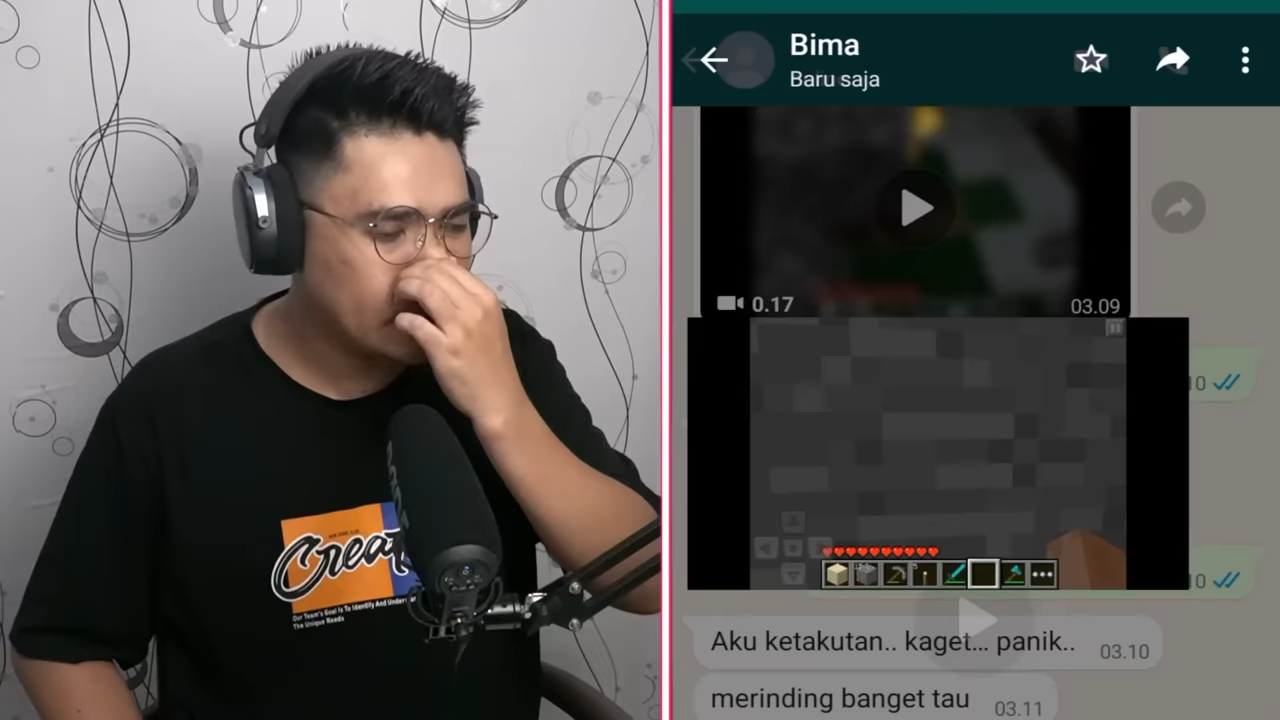 Bima
Baru saja
0.17
03.09
10
10
Aku ketakutan.. kaget... panik..
03.10
merinding banget tau
03.11
Creat
Our Team's Goal Is To Identify And Under
The Unique Needs